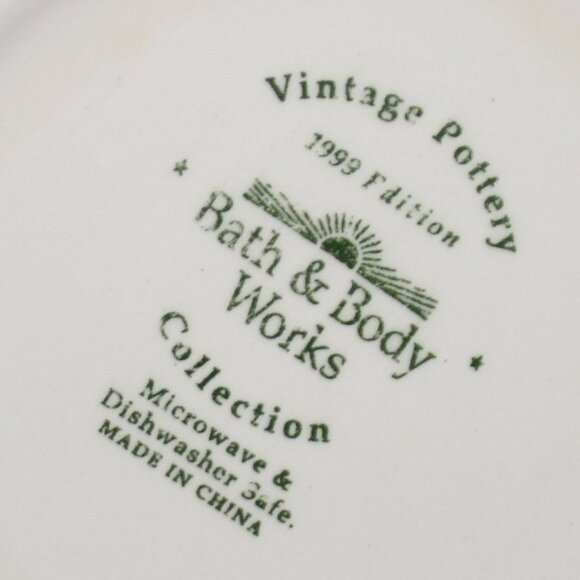 Vintage Pottery
1999 Edition
Bath & Body
Works
Collection
Microwave &
Dishwasher Safe.
MADE IN CHINA